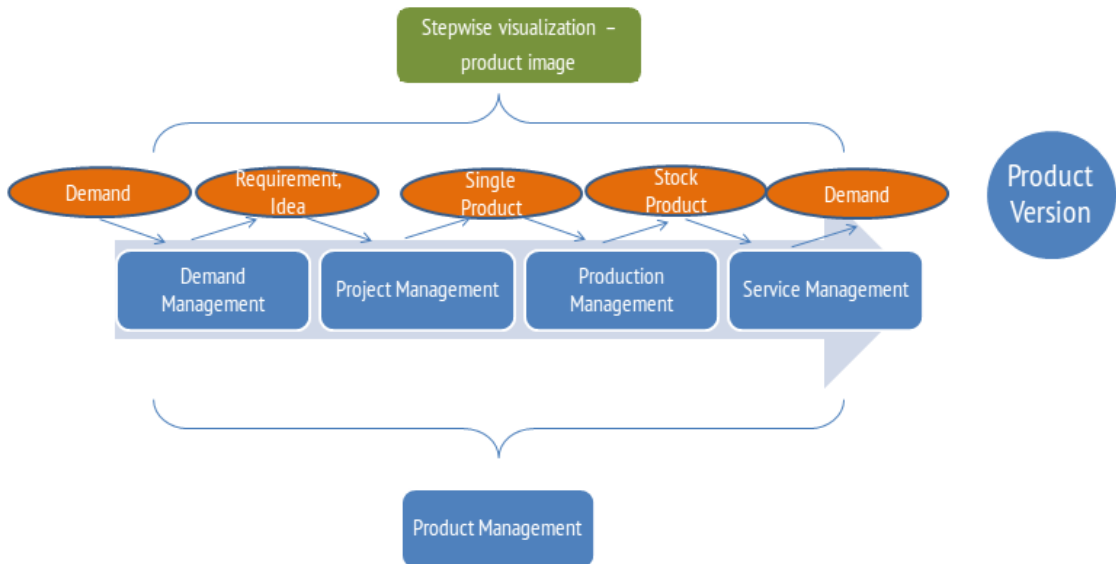 Stepwise visualization –
product image
Demand
Requirement,
Idea
Single
Product
Stock
Product
Demand
Product
Version
Demand
Management
Project Management
Production
Management
Service Management
Product Management